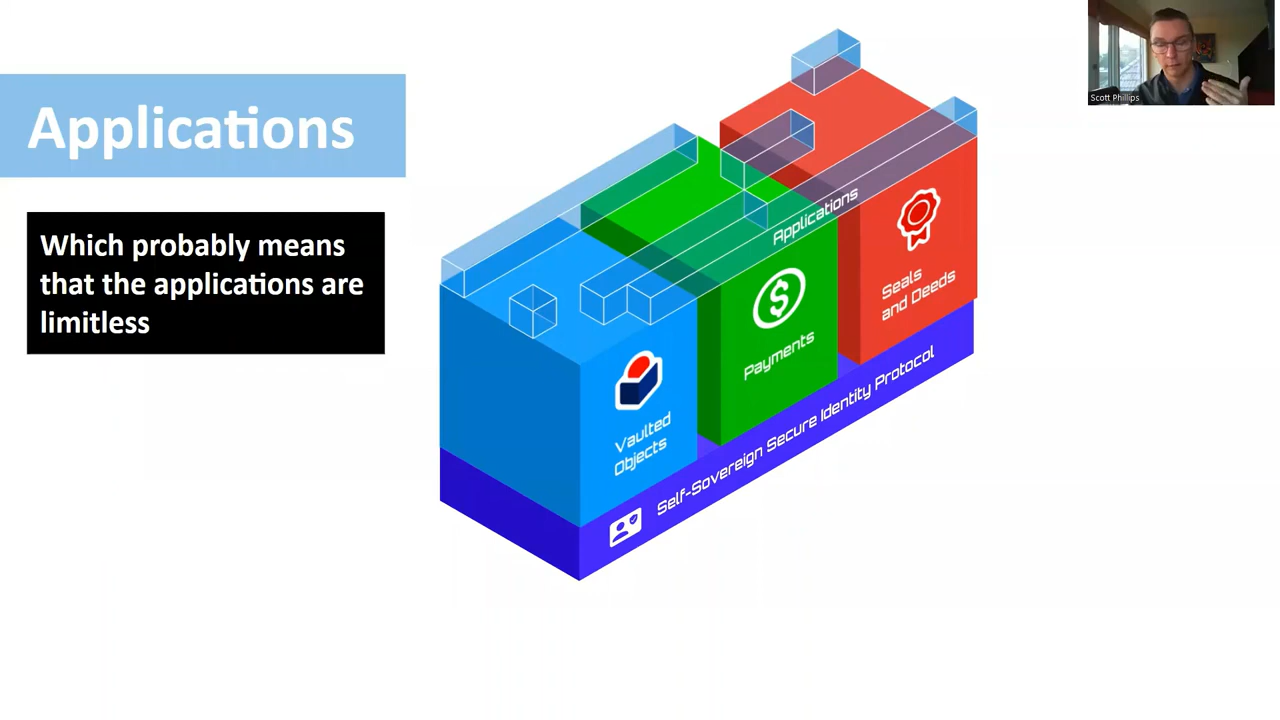 Applications
Which probably means
that the applications are
limitless
Scott Phillips
Applications
Seals
and Deeds
$
Payments
Vaulted
Objects
Self-Sovereign Secure Identity Protocol